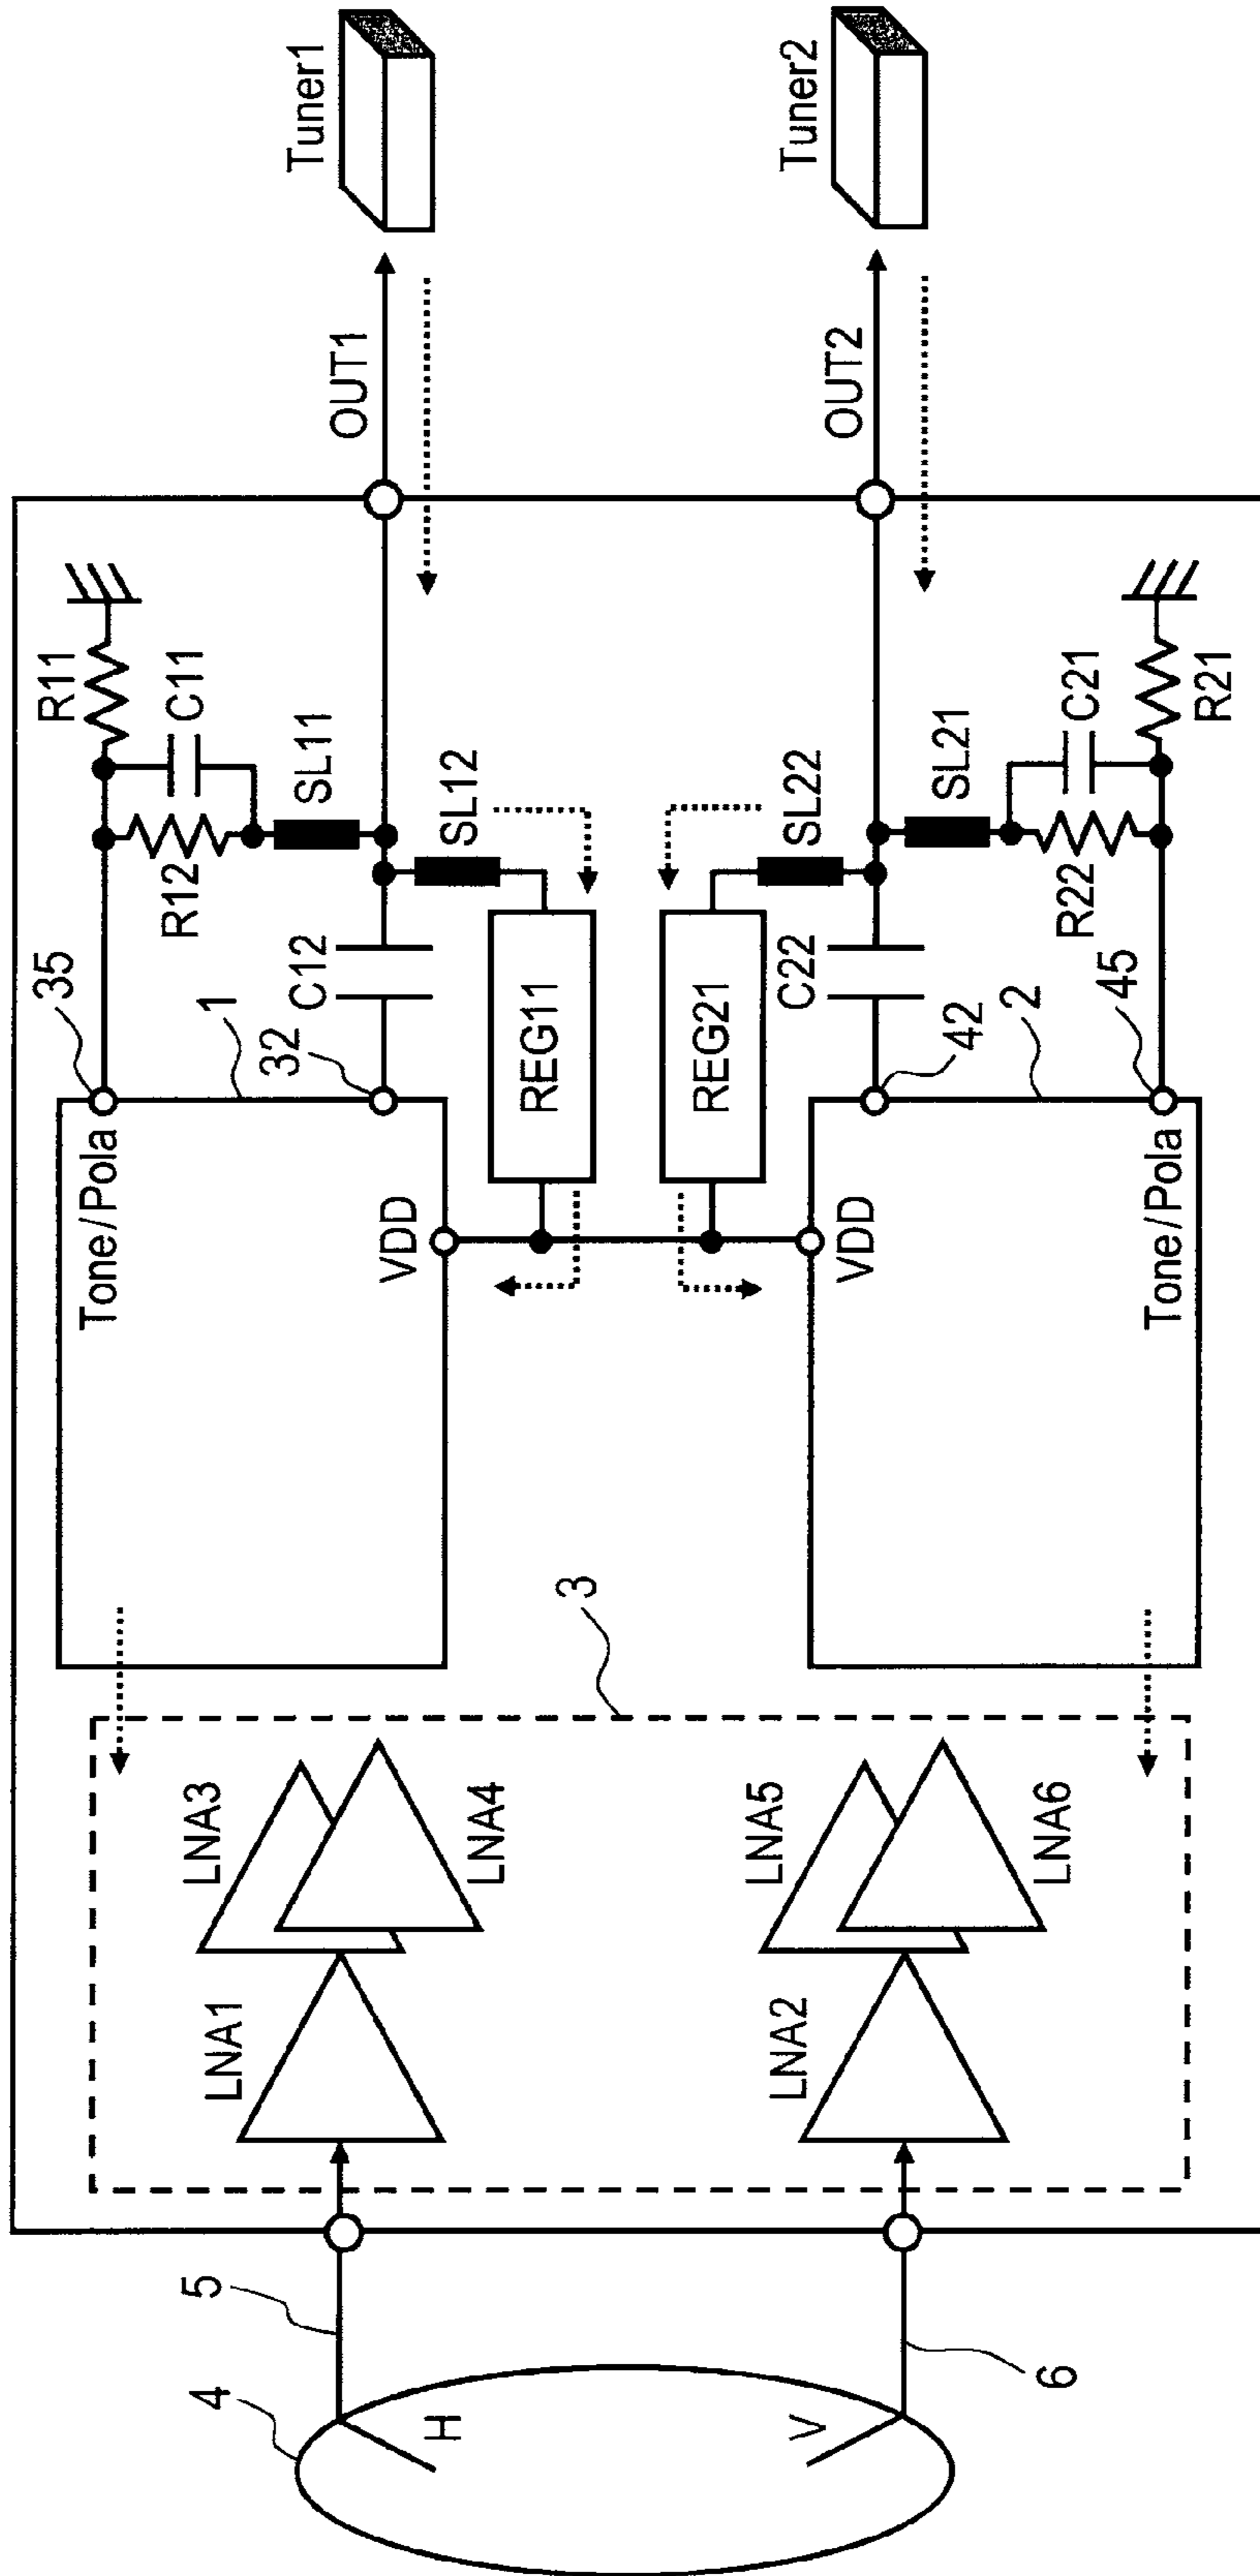 4
5
H
V
6
LNA1
LNA3
LNA4
LNA2
LNA5
LNA6
3
Tone/Pola
35
1
32
VDD
R11
C11
R12
SL11
C12
SL12
REG11
OUT1
Tuner1
REG21
SL22
C22
SL21
C21
R22
R21
42
2
45
VDD
Tone/Pola
OUT2
Tuner2